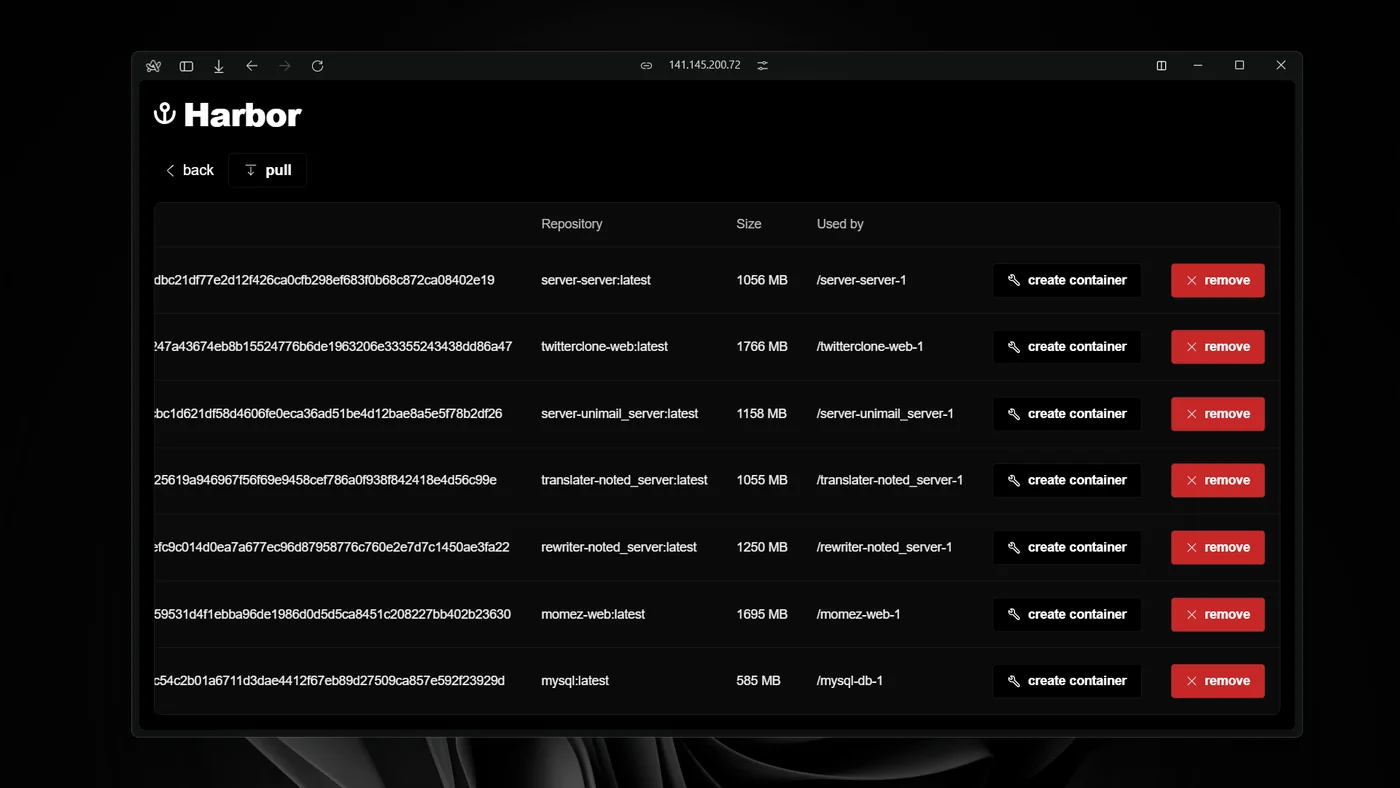 141.145.200.72
Harbor
back pull
Repository Size Used by
dbc21df77e2d12f426ca0cfb298ef683f0b68c872ca08402e19 server-server:latest 1056 MB /server-server-1 create container remove
247a43674eb8b15524776b6de1963206e33355243438dd86a47 twitterclone-web:latest 1766 MB /twitterclone-web-1 create container remove
bc1d621df58d4606fe0eca36ad51be4d12bae8a5e5f78b2df26 server-unimail_server:latest 1158 MB /server-unimail_server-1 create container remove
25619a946967f56f69e9458cef786a0f938f842418e4d56c99e translater-noted_server:latest 1055 MB /translater-noted_server-1 create container remove
efc9c014d0ea7a677ec96d87958776c760e2e7d7c1450ae3fa22 rewriter-noted_server:latest 1250 MB /rewriter-noted_server-1 create container remove
59531d4f1ebba96de1986d0d5d5ca8451c208227bb402b23630 momez-web:latest 1695 MB /momez-web-1 create container remove
c54c2b01a6711d3dae4412f67eb89d27509ca857e592f23929d mysql:latest 585 MB /mysql-db-1 create container remove